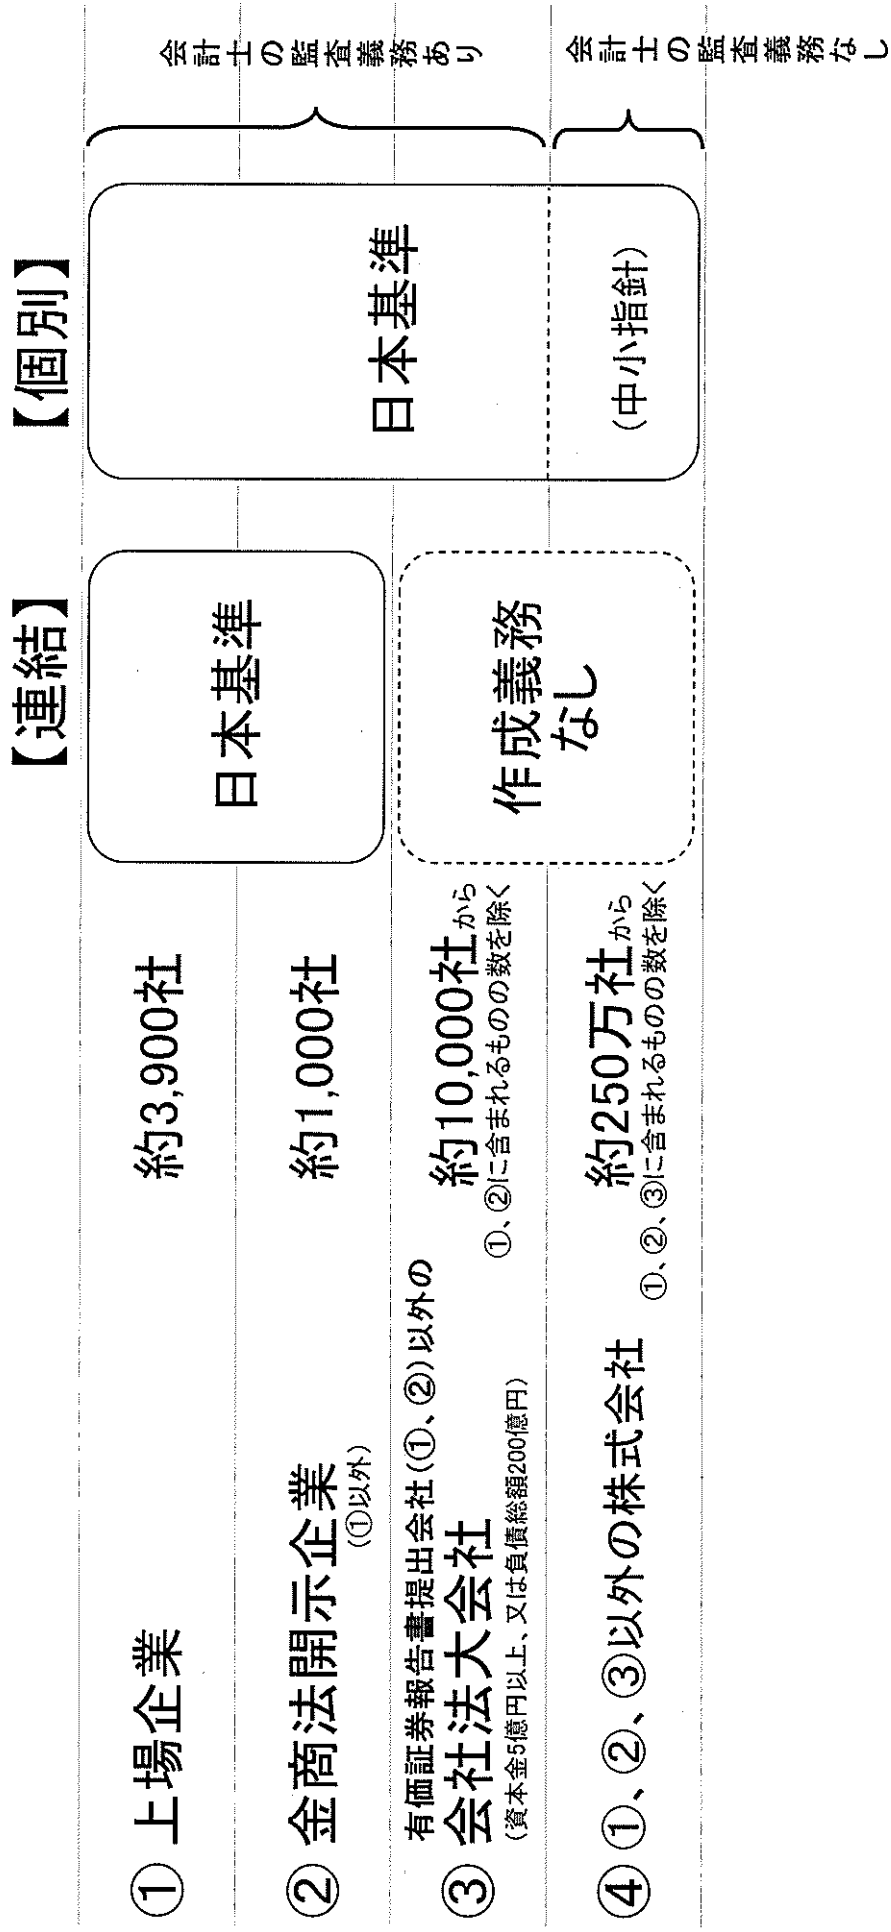 【連結】
【個別】
① 上場企業
約3,900社
日本基準
日本基準
会計士の監査義務あり
② 金商法開示企業
(①以外)
約1,000社
有価証券報告書提出会社(①、②)以外の
③ 会社法大会社
(資本金5億円以上、又は負債総額200億円)
約10,000社から
①、②に含まれるものの数を除く
作成義務
なし
④ ①、②、③以外の株式会社
約250万社から
①、②、③に含まれるものの数を除く
(中小指針)
会計士の監査義務なし